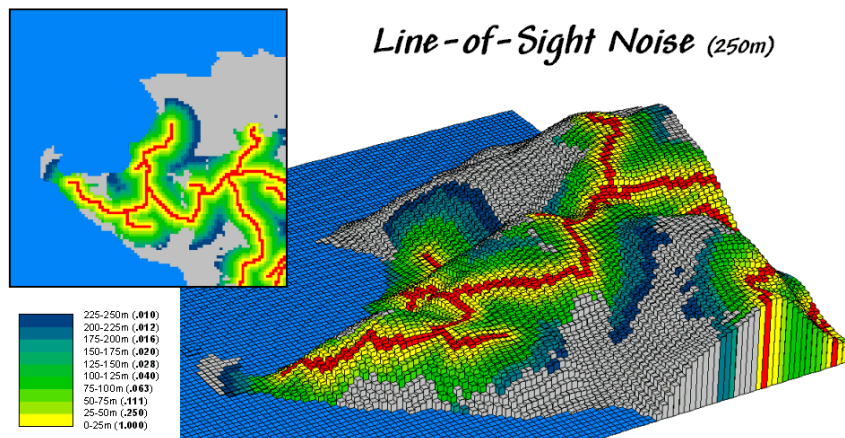 Line-of-Sight Noise (250m)
225-250m (.010)
200-225m (.012)
175-200m (.016)
150-175m (.020)
125-150m (.028)
100-125m (.040)
75-100m (.063)
50-75m (.111)
25-50m (.250)
0-25m (1.000)